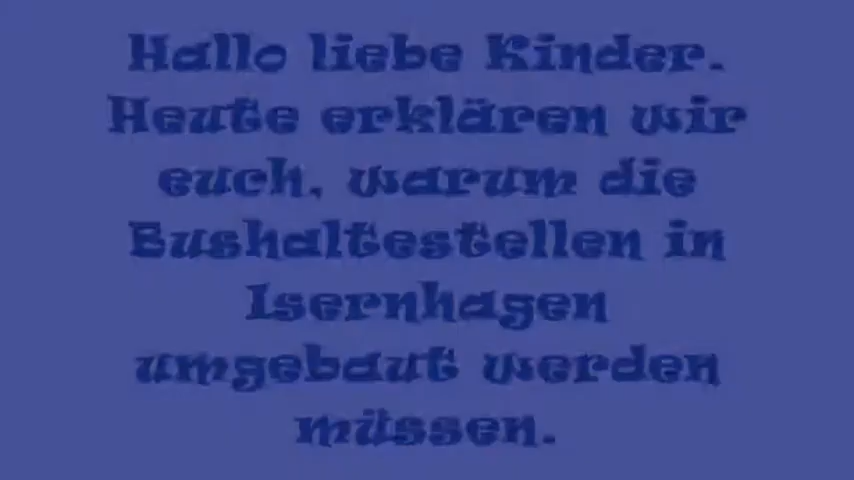 Hallo liebe Kinder.
Heute erklären wir
euch, warum die
Bushaltestellen in
Isernhagen
umgebaut werden
müssen.